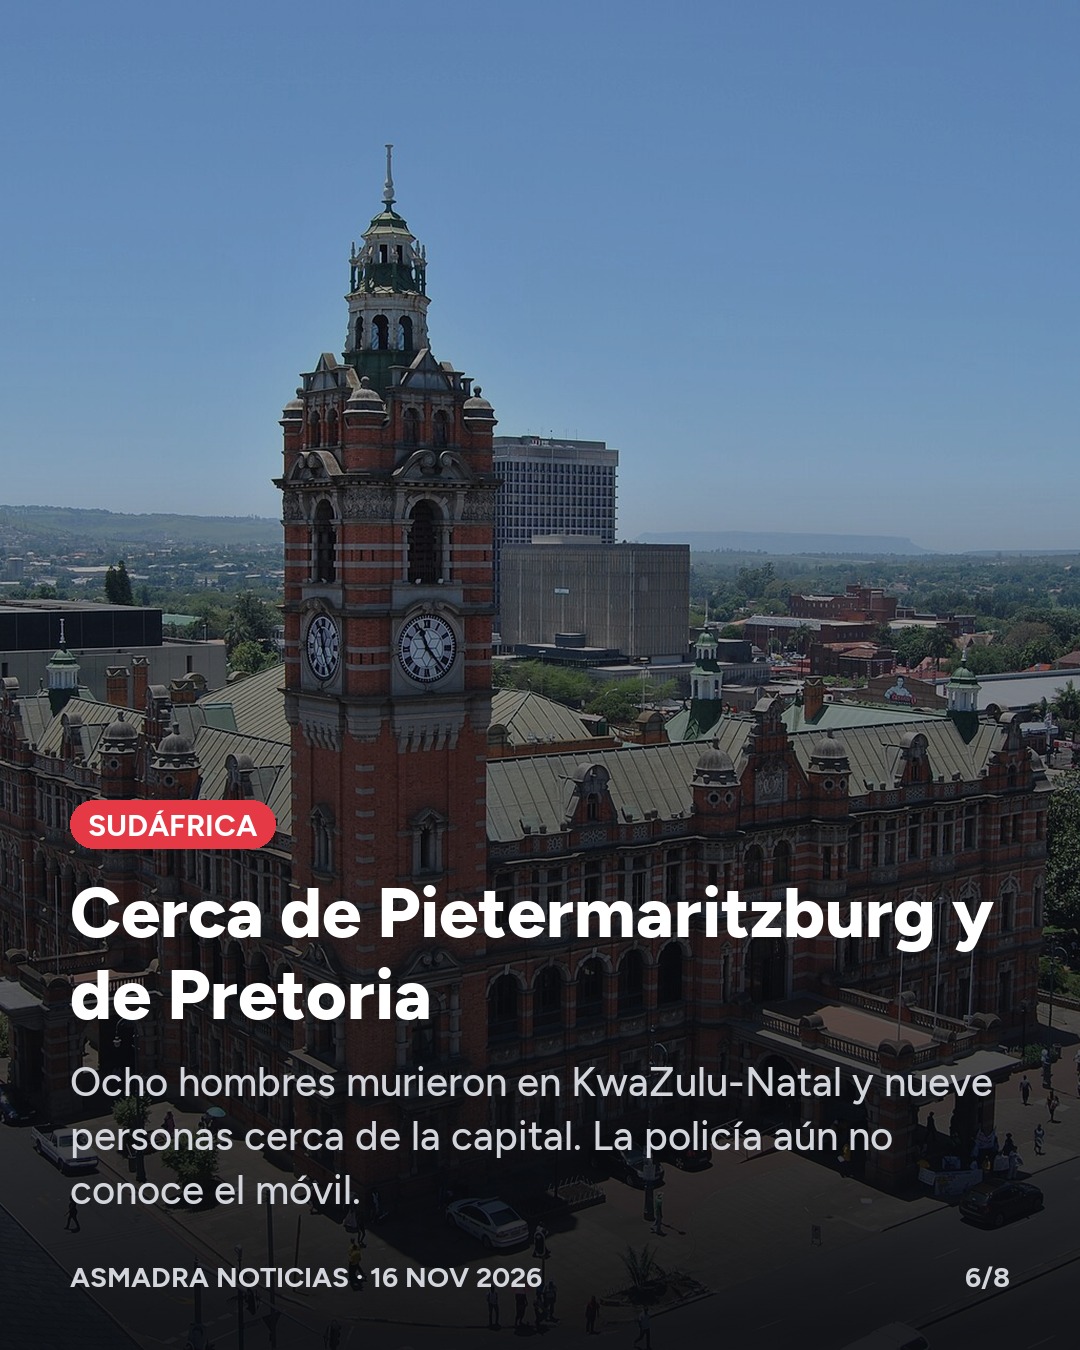 SUDÁFRICA
Cerca de Pietermaritzburg y
de Pretoria
Ocho hombres murieron en KwaZulu-Natal y nueve
personas cerca de la capital. La policía aún no
conoce el móvil.
ASMADRA NOTICIAS · 16 NOV 2026
6/8